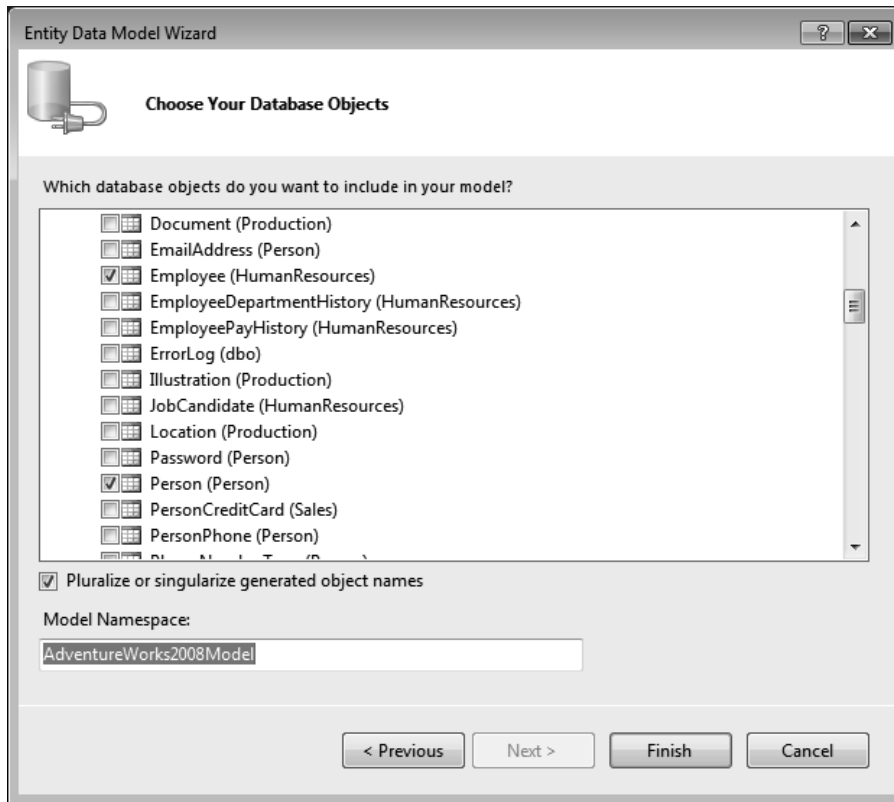 Entity Data Model Wizard
Choose Your Database Objects
Which database objects do you want to include in your model?
Document (Production)
EmailAddress (Person)
Employee (HumanResources)
EmployeeDepartmentHistory (HumanResources)
EmployeePayHistory (HumanResources)
ErrorLog (dbo)
Illustration (Production)
JobCandidate (HumanResources)
Location (Production)
Password (Person)
Person (Person)
PersonCreditCard (Sales)
PersonPhone (Person)
Pluralize or singularize generated object names
Model Namespace:
AdventureWorks2008Model
< Previous Next > Finish Cancel